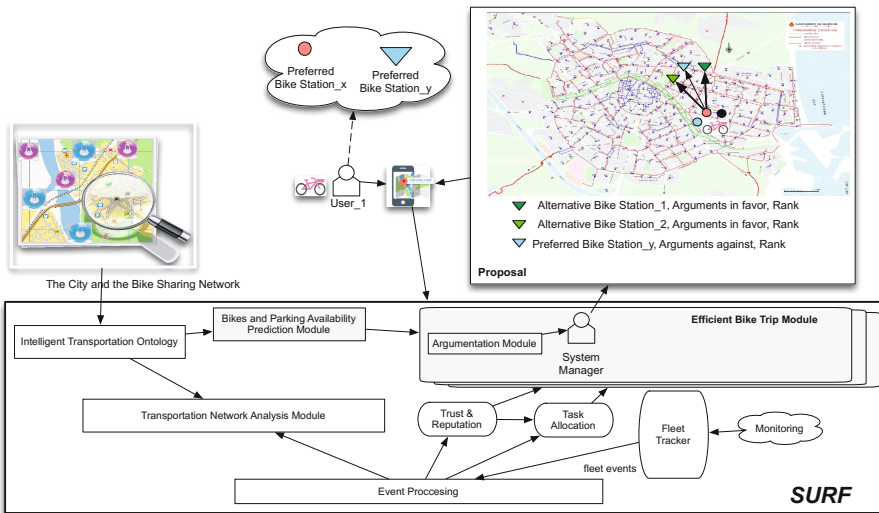 Preferred
Bike Station_x
Preferred
Bike Station_y
User_1
Alternative Bike Station_1, Arguments in favor, Rank
Alternative Bike Station_2, Arguments in favor, Rank
Preferred Bike Station_y, Arguments against, Rank
Proposal
The City and the Bike Sharing Network
Intelligent Transportation Ontology
Bikes and Parking Availability
Prediction Module
Efficient Bike Trip Module
Argumentation Module
System
Manager
Transportation Network Analysis Module
Trust &
Reputation
Task
Allocation
Fleet
Tracker
Monitoring
fleet events
Event Proccesing
SURF